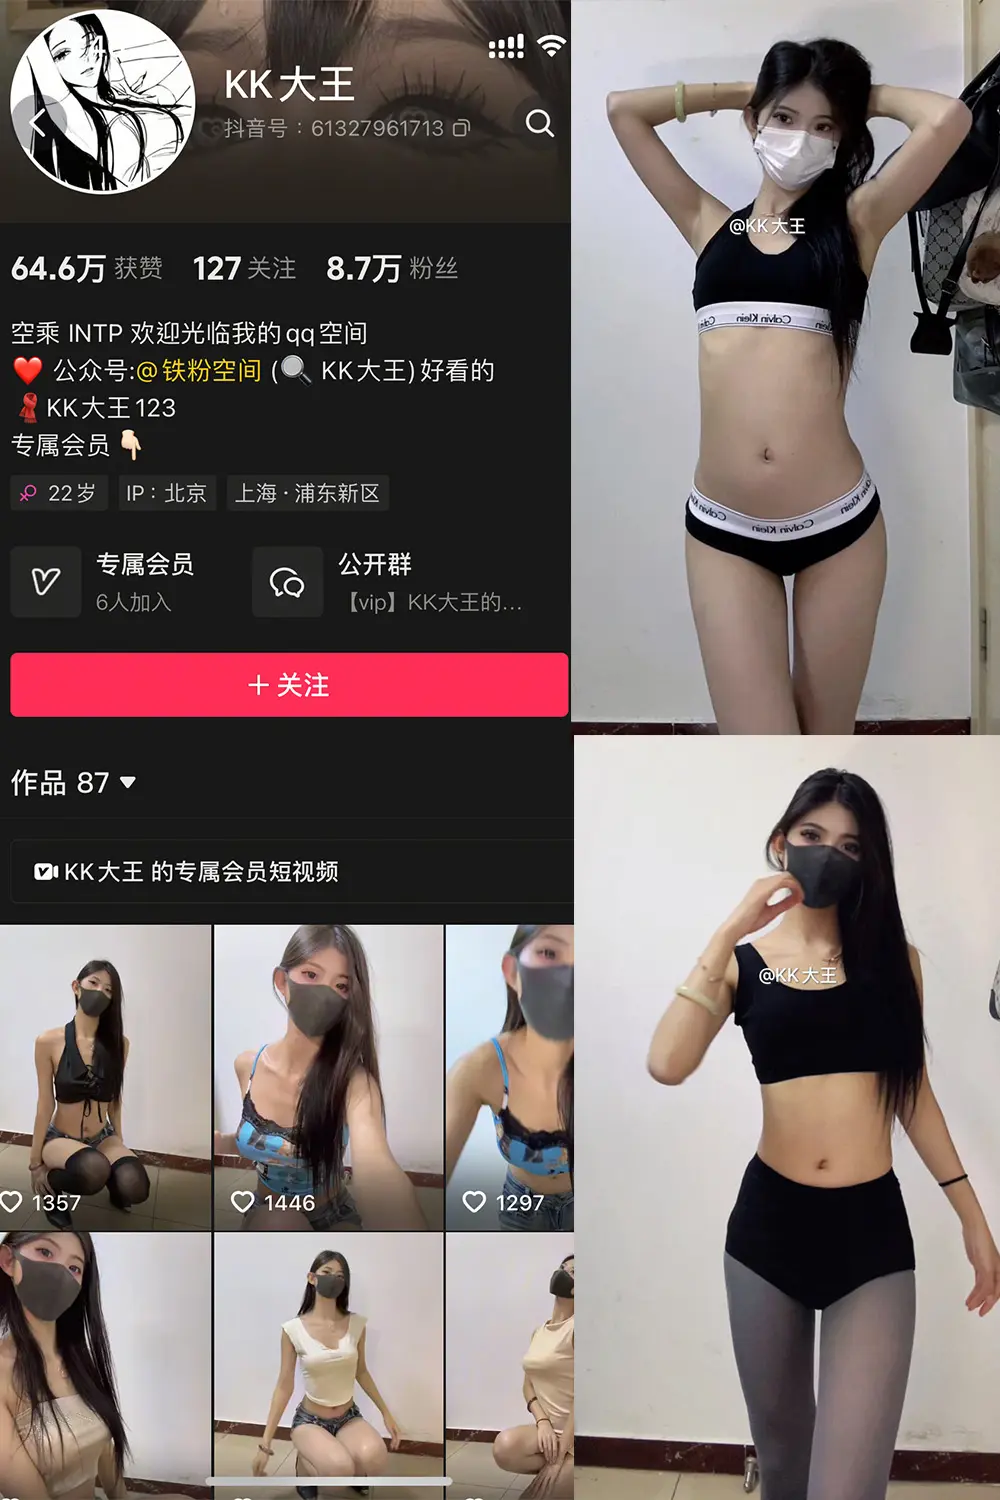 KK大王
抖音号：61327961713
64.6万 获赞 127 关注 8.7万 粉丝
空乘 INTP 欢迎光临我的qq空间
❤️ 公众号:@铁粉空间 (🔍 KK大王)好看的
🧣KK大王123
专属会员👇🏻
♀ 22岁 IP：北京 上海·浦东新区
专属会员
6人加入
公开群
【vip】KK大王的...
＋关注
作品 87
KK大王 的专属会员短视频
1357
1446
1297
@KK大王
Calvin Klein
Calvin Klein Calvin Klein
@KK大王